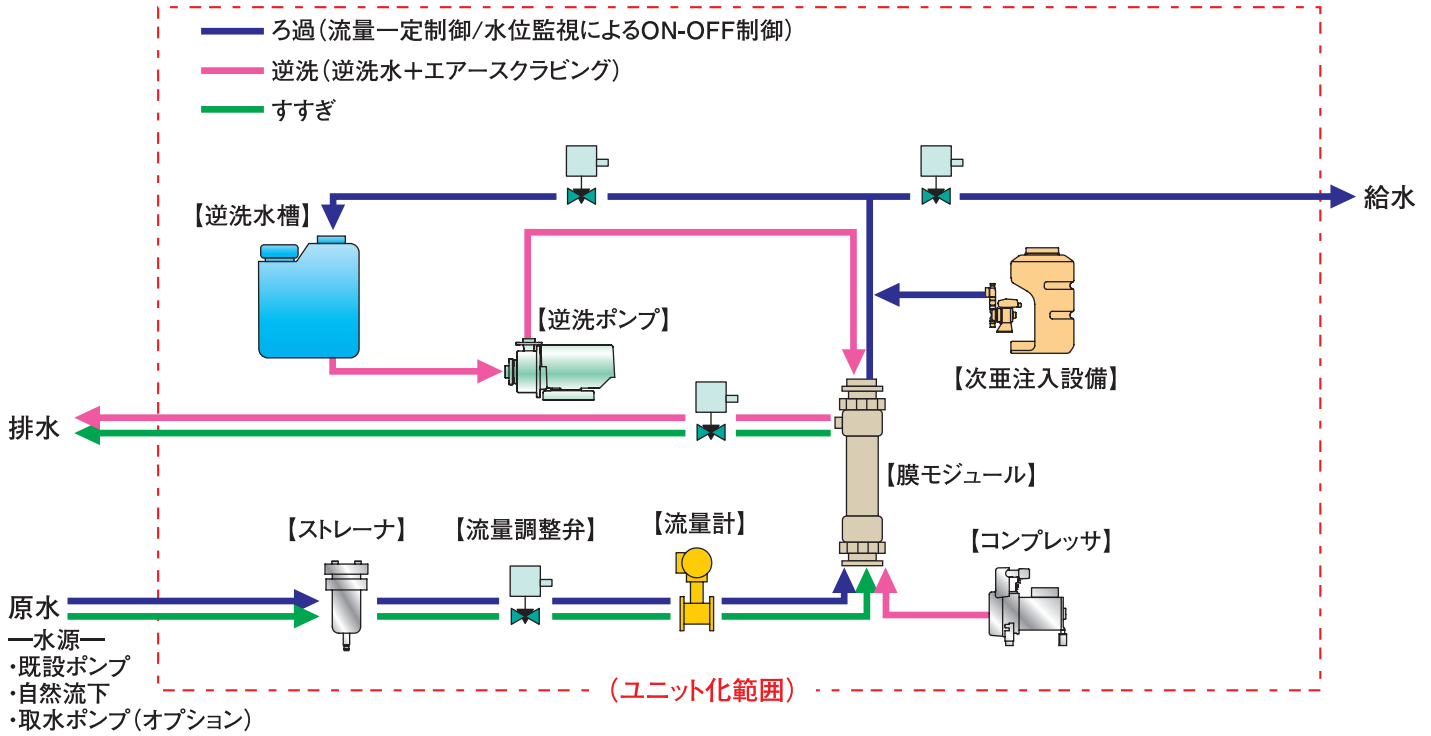 ろ過(流量一定制御/水位監視によるON-OFF制御)
逆洗(逆洗水+エアースクラビング)
すすぎ
給水
【逆洗水槽】
【逆洗ポンプ】
【次亜注入設備】
排水
【膜モジュール】
【ストレーナ】
【流量調整弁】
【流量計】
【コンプレッサ】
原水
―水源―
・既設ポンプ
・自然流下
・取水ポンプ(オプション)
(ユニット化範囲)